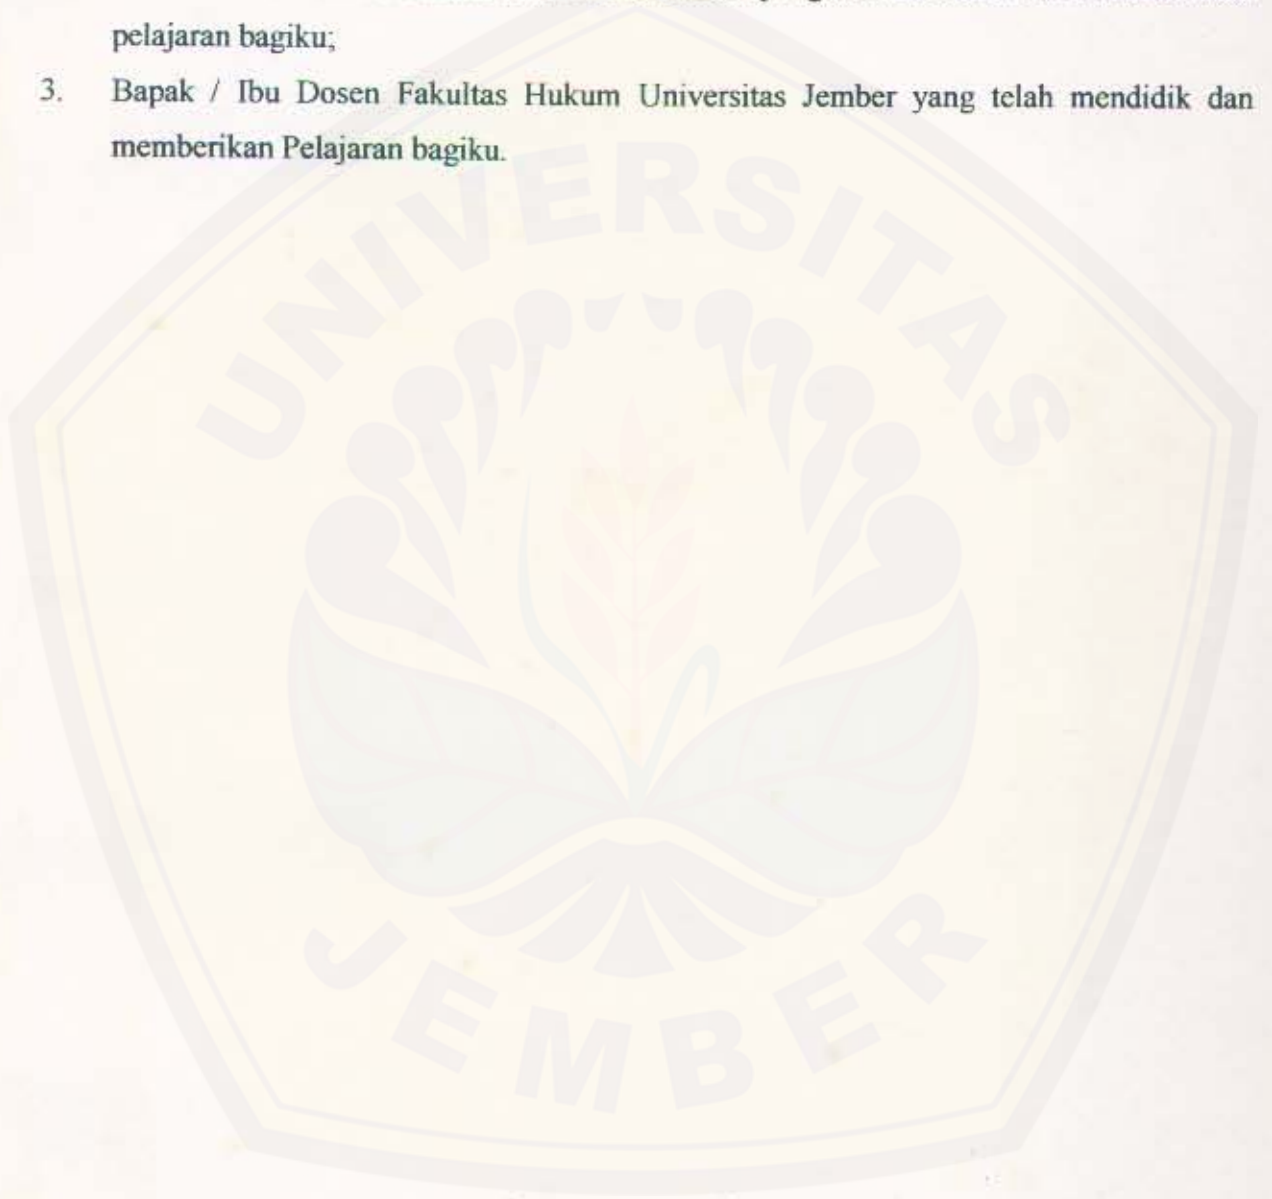 pelajaran bagiku;
3. Bapak / Ibu Dosen Fakultas Hukum Universitas Jember yang telah mendidik dan
memberikan Pelajaran bagiku.
UNIVERSITAS
JEMBER